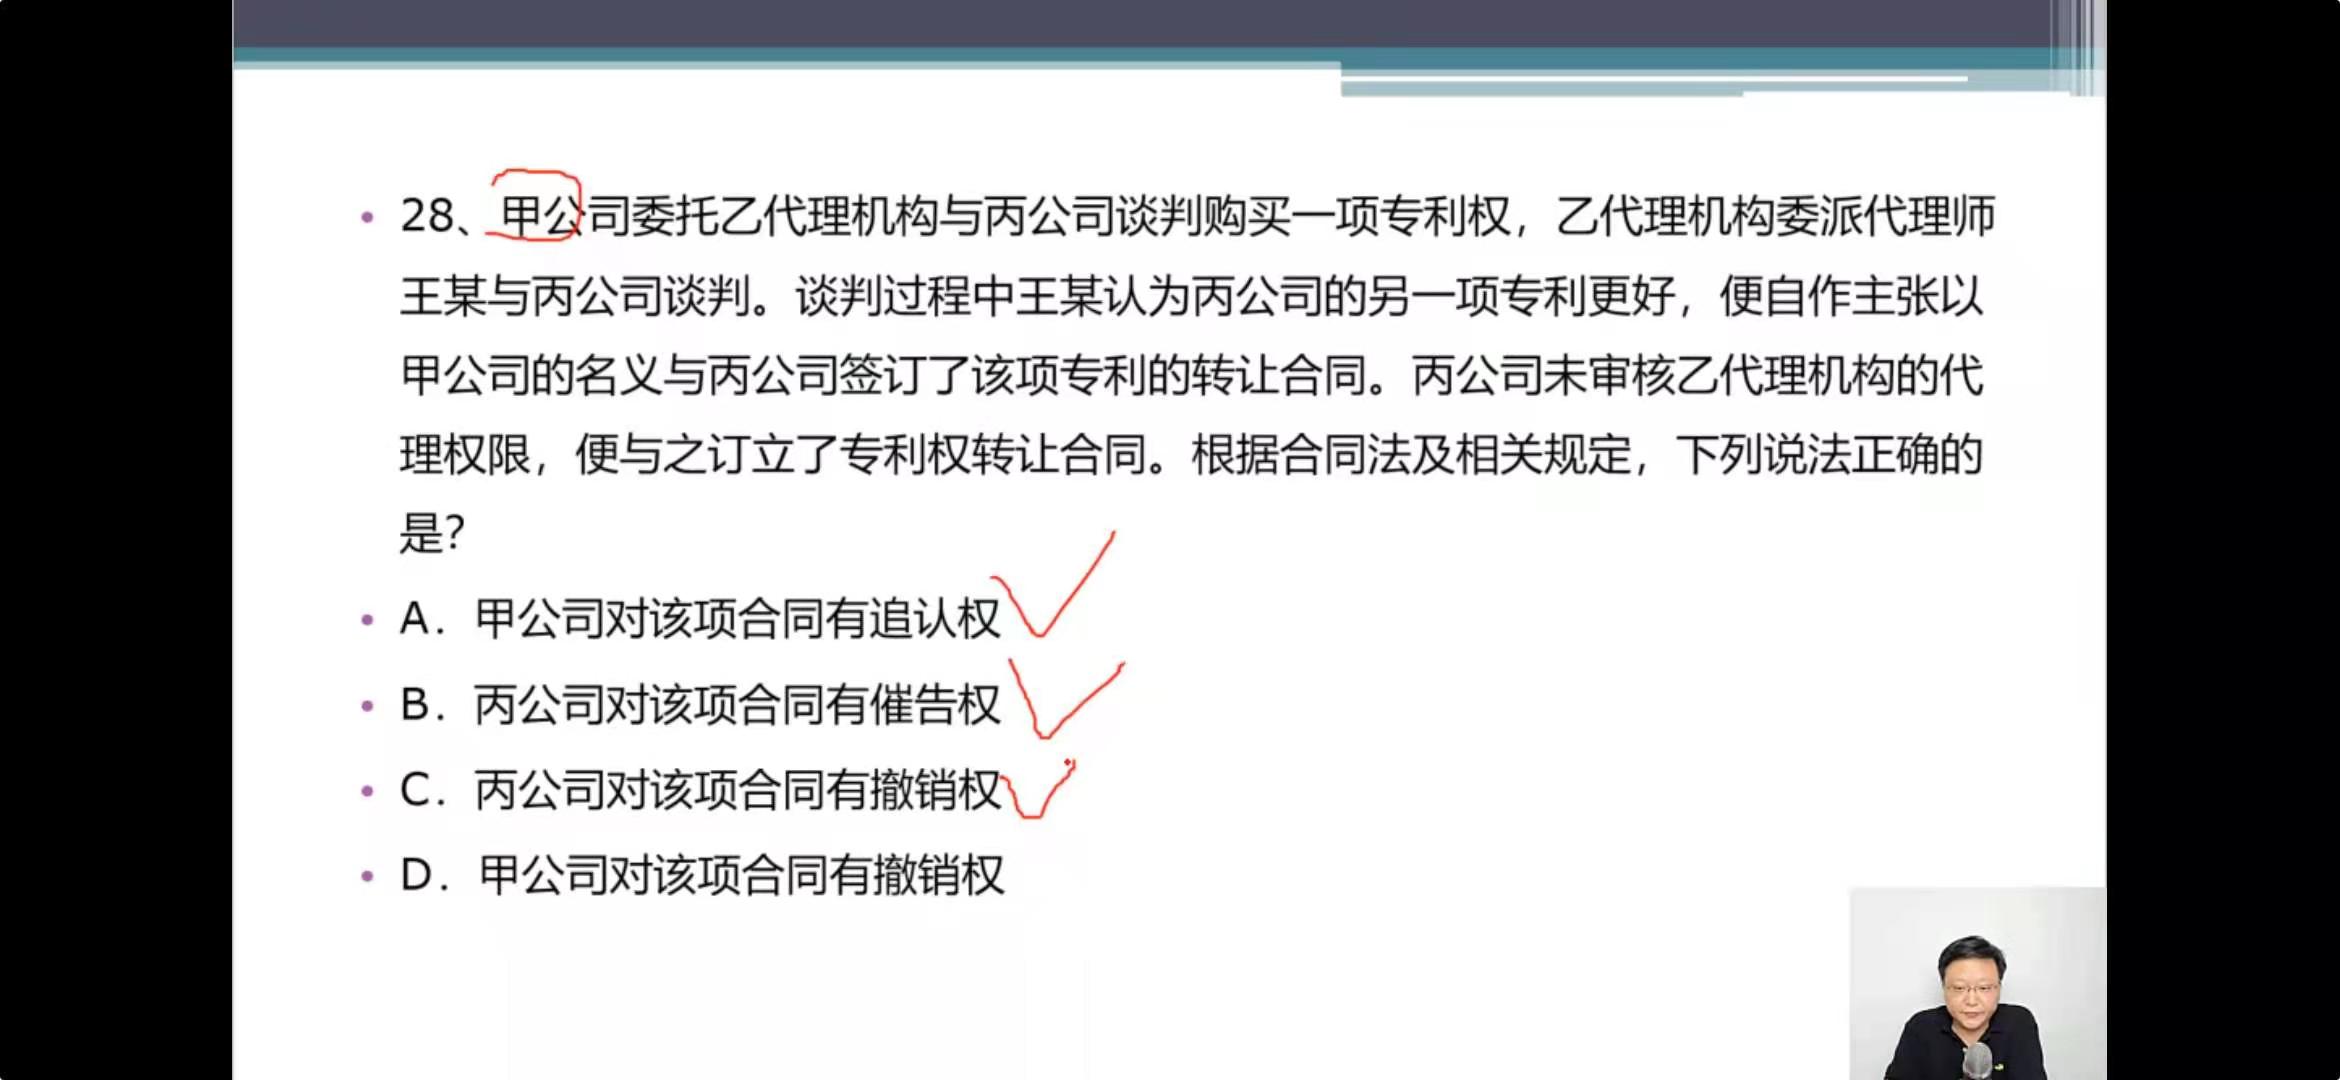 28、甲公司委托乙代理机构与丙公司谈判购买一项专利权，乙代理机构委派代理师
王某与丙公司谈判。谈判过程中王某认为丙公司的另一项专利更好，便自作主张以
甲公司的名义与丙公司签订了该项专利的转让合同。丙公司未审核乙代理机构的代
理权限，便与之订立了专利权转让合同。根据合同法及相关规定，下列说法正确的
是？
A．甲公司对该项合同有追认权
B．丙公司对该项合同有催告权
C．丙公司对该项合同有撤销权
D．甲公司对该项合同有撤销权